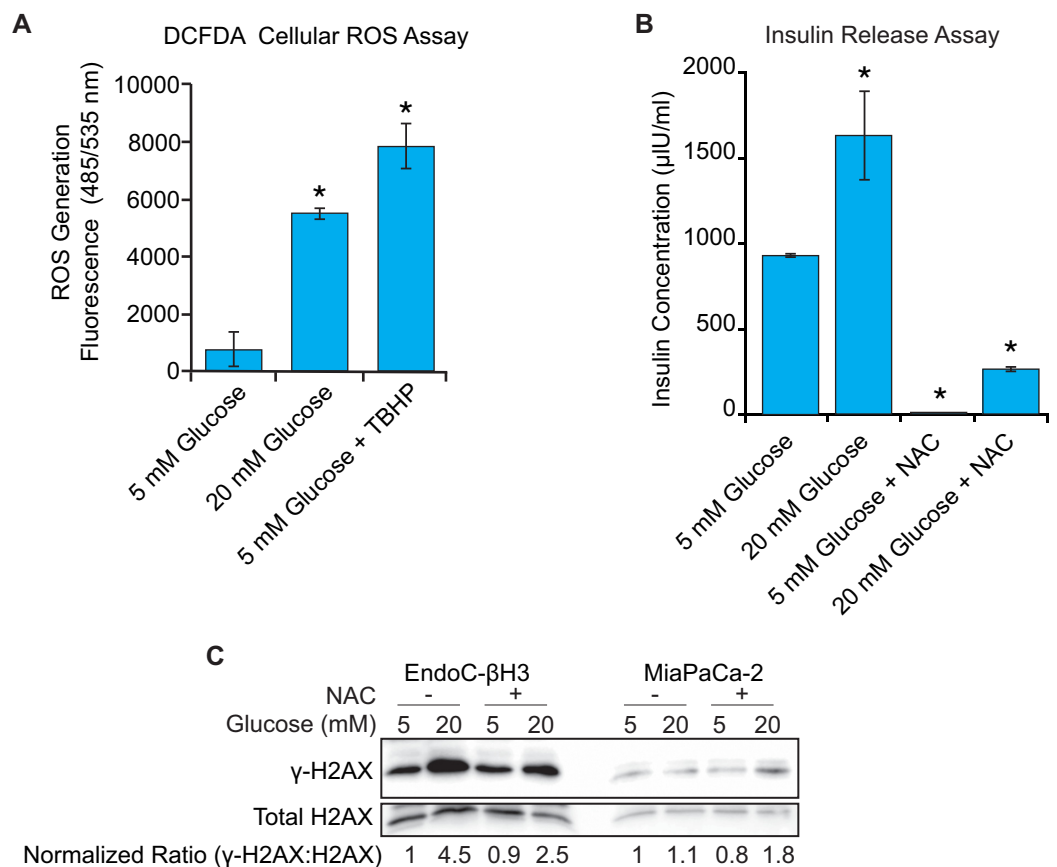 A
DCFDA Cellular ROS Assay
ROS Generation
Fluorescence (485/535 nm)
10000
8000
6000
4000
2000
0
*
*
5 mM Glucose
20 mM Glucose
5 mM Glucose + TBHP
B
Insulin Release Assay
Insulin Concentration (µIU/ml)
2000
1500
1000
500
0
*
*
*
5 mM Glucose
20 mM Glucose
5 mM Glucose + NAC
20 mM Glucose + NAC
C
EndoC-βH3 MiaPaCa-2
NAC - + - +
Glucose (mM) 5 20 5 20 5 20 5 20
γ-H2AX
Total H2AX
Normalized Ratio (γ-H2AX:H2AX) 1 4.5 0.9 2.5 1 1.1 0.8 1.8